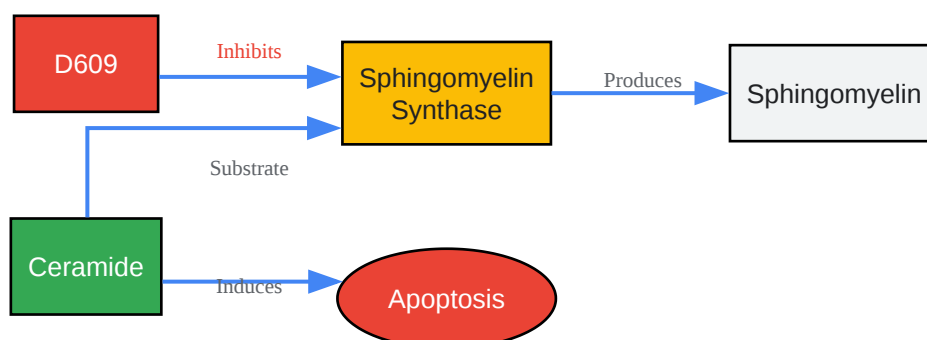 D609
Inhibits
Sphingomyelin
Synthase
Produces
Sphingomyelin
Substrate
Ceramide
Induces
Apoptosis